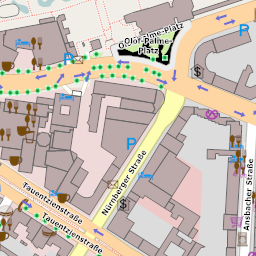 Olof-Palme-Platz
Olof-Palme-
Platz
Nürnberger Straße
Ansbacher Straße
Tauentzienstraße
Tauentzienstraße